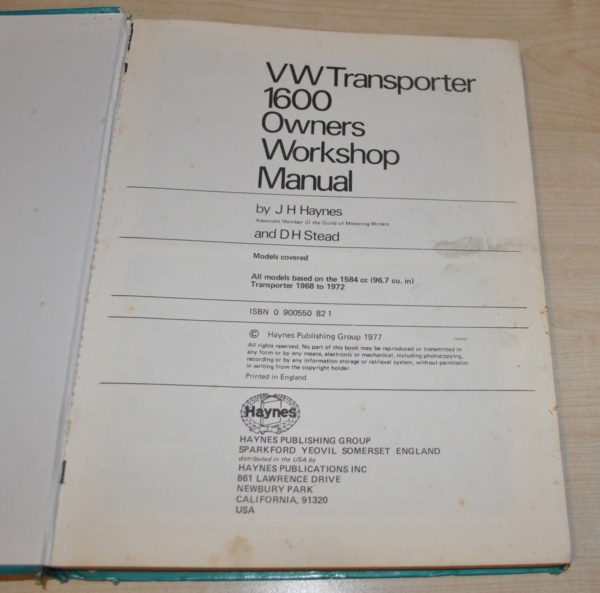 VW Transporter
1600
Owners
Workshop
Manual
by J H Haynes
Associate Member of the Guild of Motoring Writers
and D H Stead
Models covered
All models based on the 1584 cc (96.7 cu. in)
Transporter 1968 to 1972
ISBN 0 900550 82 1
© Haynes Publishing Group 1977
All rights reserved. No part of this book may be reproduced or transmitted in
any form or by any means, electronic or mechanical, including photocopying,
recording or by any information storage or retrieval system, without permission
in writing from the copyright holder.
Printed in England
Haynes
HAYNES PUBLISHING GROUP
SPARKFORD YEOVIL SOMERSET ENGLAND
distributed in the USA by
HAYNES PUBLICATIONS INC
861 LAWRENCE DRIVE
NEWBURY PARK
CALIFORNIA, 91320
USA